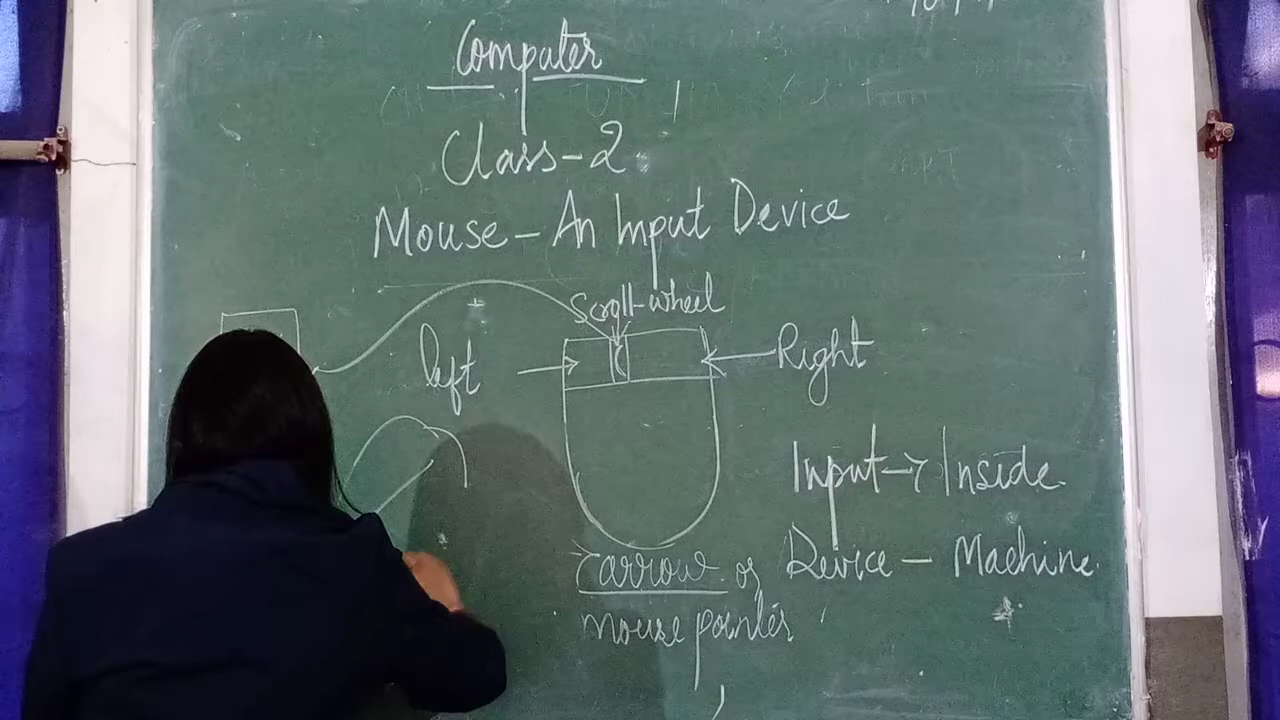 Computer
Class-2
Mouse - An Input Device
Scroll-wheel
left
Right
Input → Inside
Device - Machine
arrow or
mouse pointer